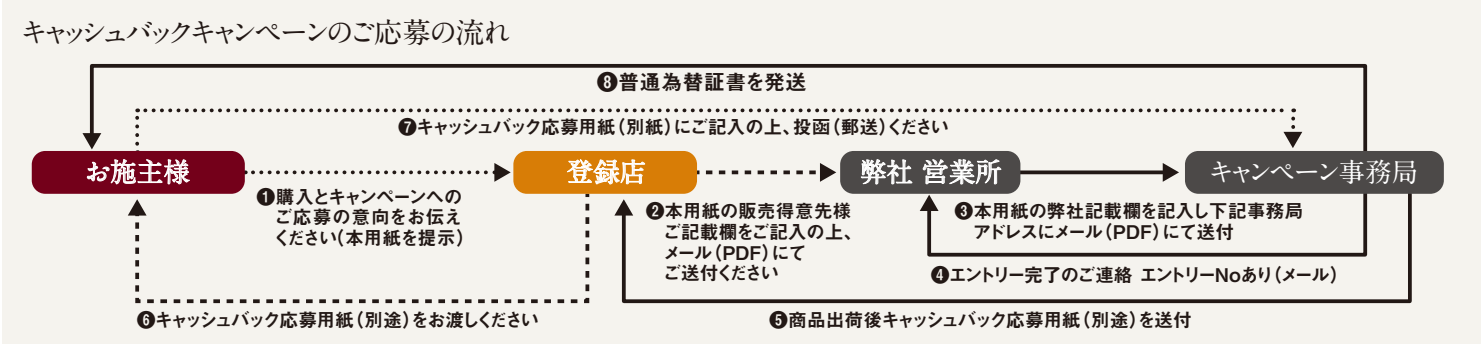 キャッシュバックキャンペーンのご応募の流れ
❽普通為替証書を発送
❼キャッシュバック応募用紙（別紙）にご記入の上、投函（郵送）ください
お施主様
登録店
弊社 営業所
キャンペーン事務局
❶購入とキャンペーンへの
ご応募の意向をお伝え
ください（本用紙を提示）
❷本用紙の販売得意先様
ご記載欄をご記入の上、
メール（PDF）にて
ご送付ください
❸本用紙の弊社記載欄を記入し下記事務局
アドレスにメール（PDF）にて送付
❹エントリー完了のご連絡 エントリーNoあり（メール）
❻キャッシュバック応募用紙（別途）をお渡しください
❺商品出荷後キャッシュバック応募用紙（別途）を送付